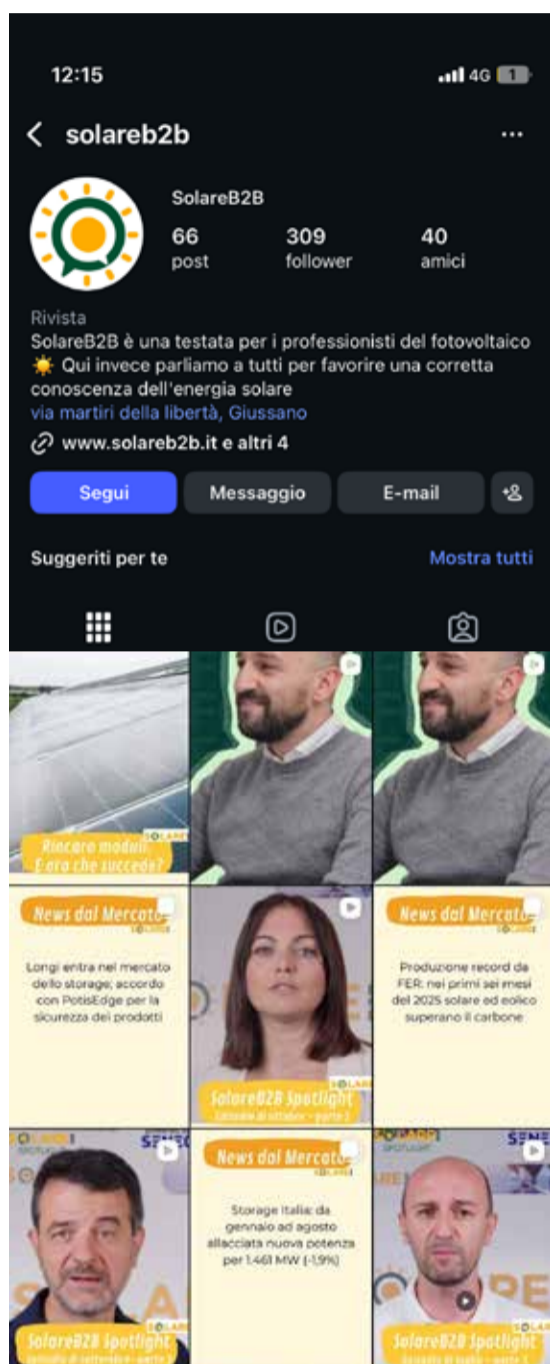 12:15
4G 1
solareb2b
SolareB2B
66 309 40
post follower amici
Rivista
SolareB2B è una testata per i professionisti del fotovoltaico
☀️ Qui invece parliamo a tutti per favorire una corretta
conoscenza dell'energia solare
via martiri della libertà, Giussano
www.solareb2b.it e altri 4
Segui Messaggio E-mail
Suggeriti per te Mostra tutti
Rincaro moduli.
E ora che succede?
News dal Mercato
Longi entra nel mercato
dello storage; accordo
con PotisEdge per la
sicurezza dei prodotti
SolareB2B Spotlight
News dal Mercato
Produzione record da
FER: nei primi sei mesi
del 2025 solare ed eolico
superano il carbone
SolareB2B Spotlight
News dal Mercato
Storage Italia: da
gennaio ad agosto
allacciata nuova potenza
per 1.461 MW (-1,9%)
SolareB2B Spotlight